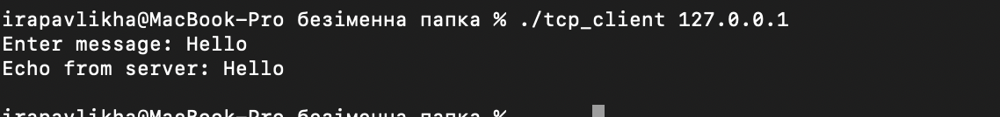 irapavlikha@MacBook-Pro безіменна папка % ./tcp_client 127.0.0.1
Enter message: Hello
Echo from server: Hello
irapavlikha@MacBook-Pro безіменна папка %